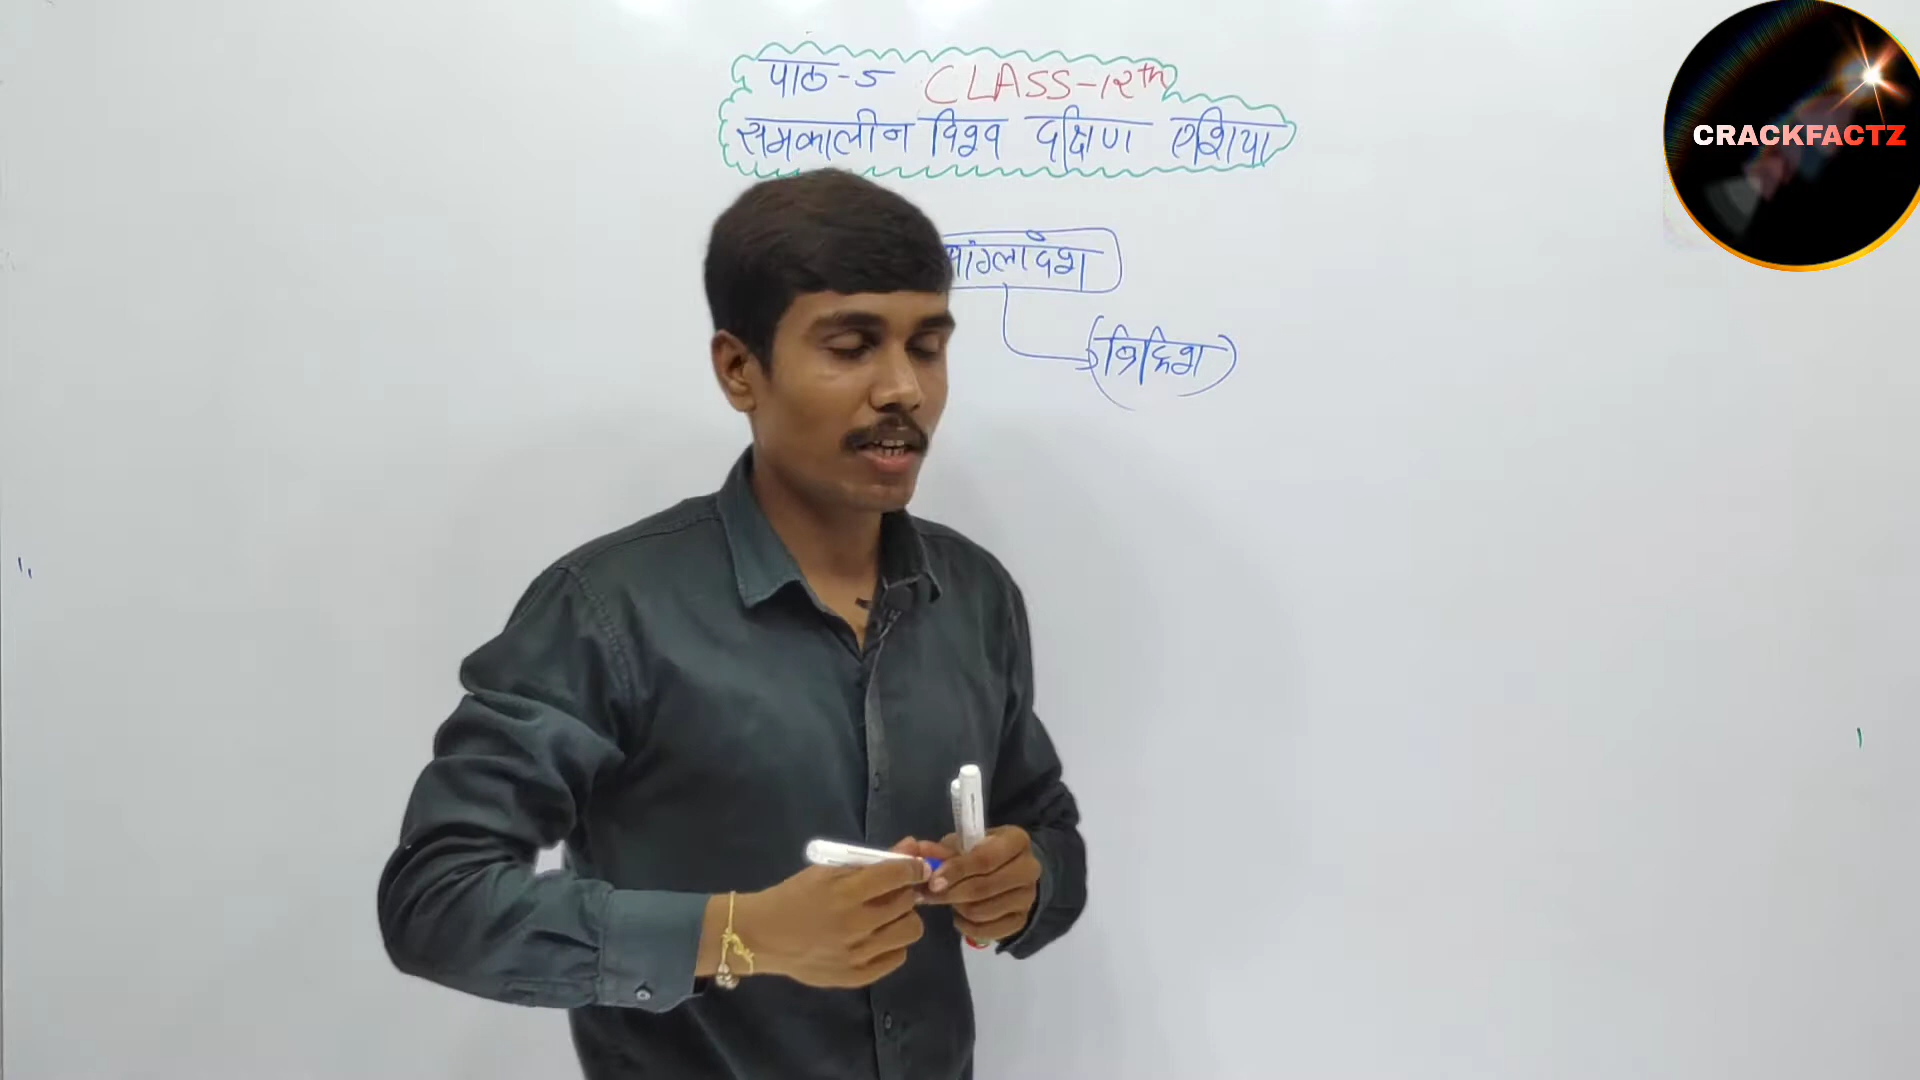 पाठ-5 CLASS-12th
समकालीन विश्व दक्षिण एशिया
CRACKFACTZ
बांग्लादेश
(ब्रिटिश)